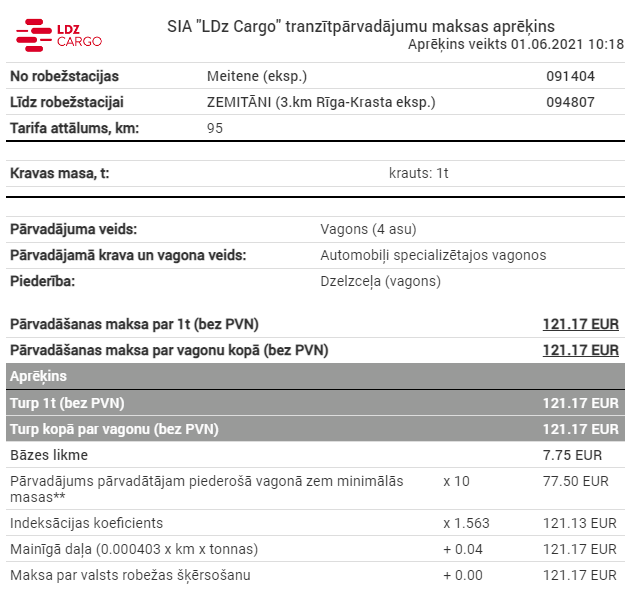 LDZ
CARGO
SIA "LDz Cargo" tranzītpārvadājumu maksas aprēķins
Aprēķins veikts 01.06.2021 10:18
No robežstacijas Meitene (eksp.) 091404
Līdz robežstacijai ZEMITĀNI (3.km Rīga-Krasta eksp.) 094807
Tarifa attālums, km: 95
Kravas masa, t: krauts: 1t
Pārvadājuma veids: Vagons (4 asu)
Pārvadājamā krava un vagona veids: Automobiļi specializētajos vagonos
Piederība: Dzelzceļa (vagons)
Pārvadāšanas maksa par 1t (bez PVN) 121.17 EUR
Pārvadāšanas maksa par vagonu kopā (bez PVN) 121.17 EUR
Aprēķins
Turp 1t (bez PVN) 121.17 EUR
Turp kopā par vagonu (bez PVN) 121.17 EUR
Bāzes likme 7.75 EUR
Pārvadājums pārvadātājam piederošā vagonā zem minimālās x 10 77.50 EUR
masas**
Indeksācijas koeficients x 1.563 121.13 EUR
Mainīgā daļa (0.000403 x km x tonnas) + 0.04 121.17 EUR
Maksa par valsts robežas šķērsošanu + 0.00 121.17 EUR